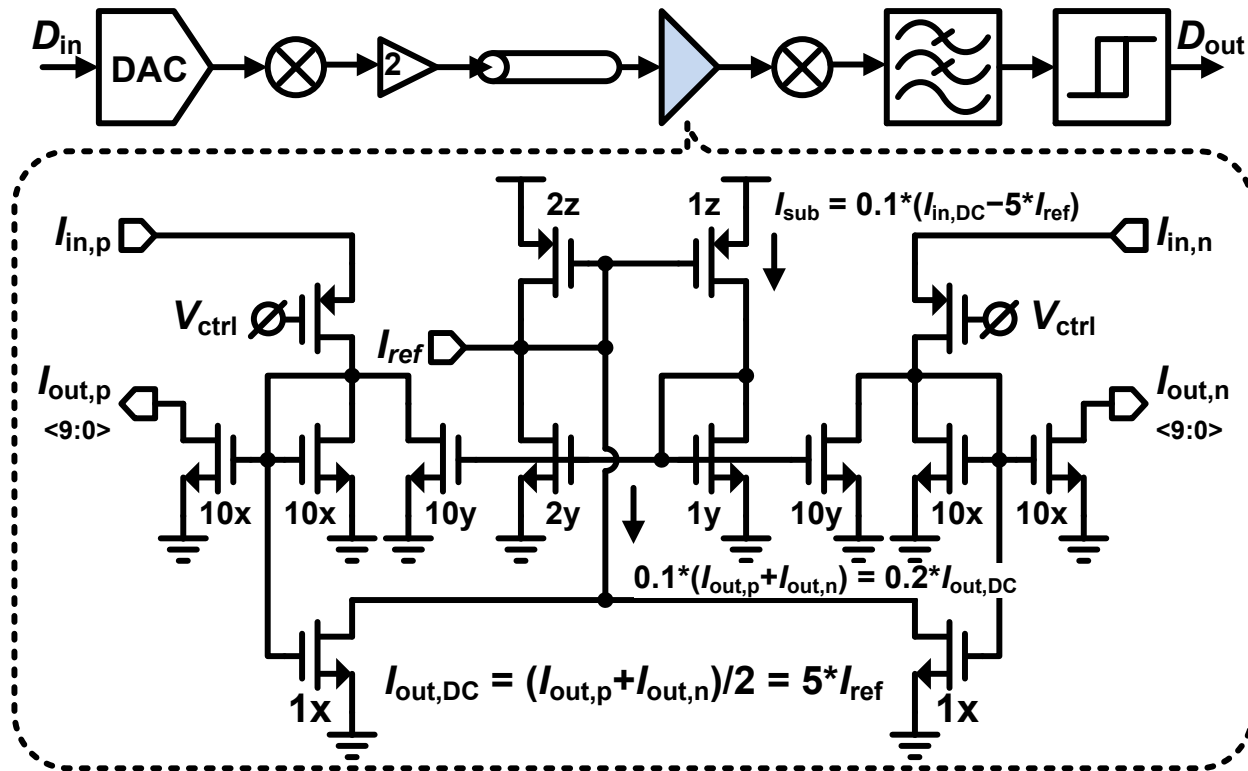 D_in
DAC
2
D_out
2z
1z
I_sub = 0.1*(I_in,DC−5*I_ref)
I_in,p
I_in,n
V_ctrl
V_ctrl
I_ref
I_out,p
<9:0>
I_out,n
<9:0>
10x
10x
10y
2y
1y
10y
10x
10x
0.1*(I_out,p+I_out,n) = 0.2*I_out,DC
I_out,DC = (I_out,p+I_out,n)/2 = 5*I_ref
1x
1x